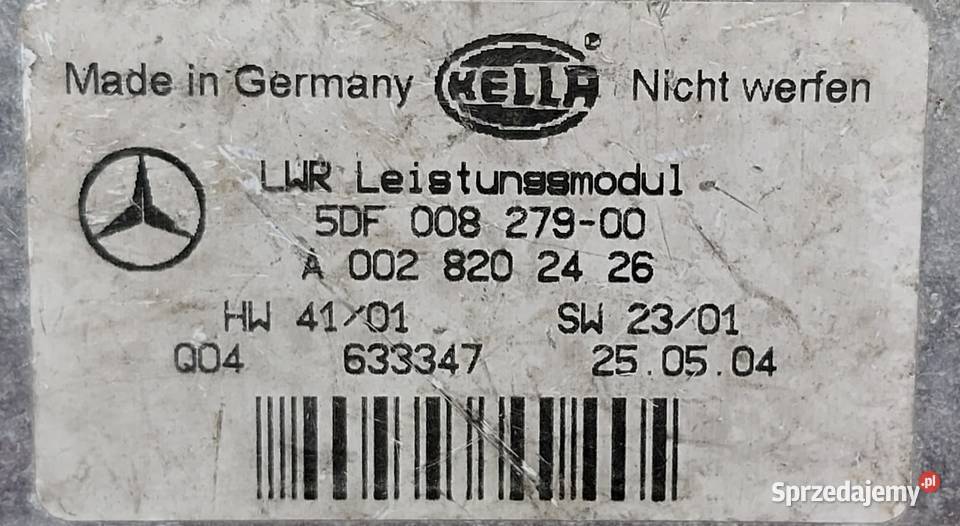 Made in Germany HELLA Nicht werfen
LWR Leistungsmodul
5DF 008 279-00
A 002 820 24 26
HW 41/01 SW 23/01
Q04 633347 25.05.04
Sprzedajemy.pl